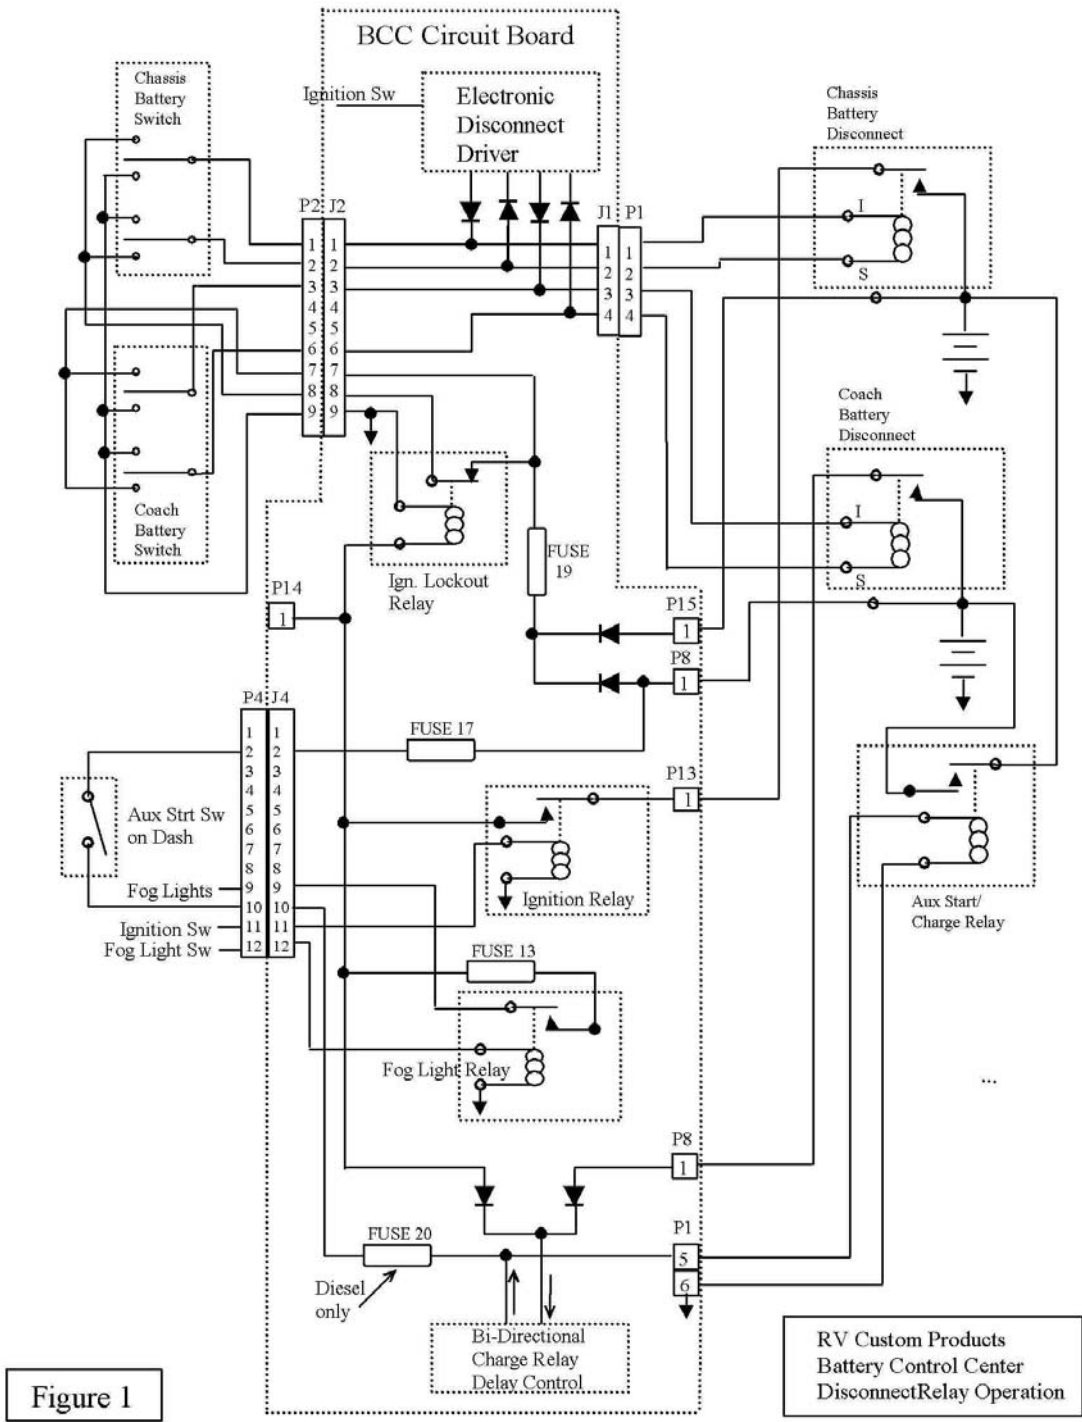 BCC Circuit Board
Chassis
Battery
Switch
Ignition Sw
Electronic
Disconnect
Driver
Chassis
Battery
Disconnect
P2 J2
J1 P1
1 1
2 2
3 3
4 4
5 5
6 6
7 7
8 8
9 9
1 1
2 2
3 3
4 4
I
S
Coach
Battery
Disconnect
I
S
Coach
Battery
Switch
FUSE
19
Ign. Lockout
Relay
P14
1
P15
1
P8
1
P4 J4
1 1
2 2
3 3
4 4
5 5
6 6
7 7
8 8
9 9
10 10
11 11
12 12
FUSE 17
P13
1
Aux Strt Sw
on Dash
Fog Lights
Ignition Sw
Fog Light Sw
Ignition Relay
Aux Start/
Charge Relay
FUSE 13
Fog Light Relay
...
P8
1
P1
5
6
FUSE 20
Diesel
only
Bi-Directional
Charge Relay
Delay Control
RV Custom Products
Battery Control Center
DisconnectRelay Operation
Figure 1